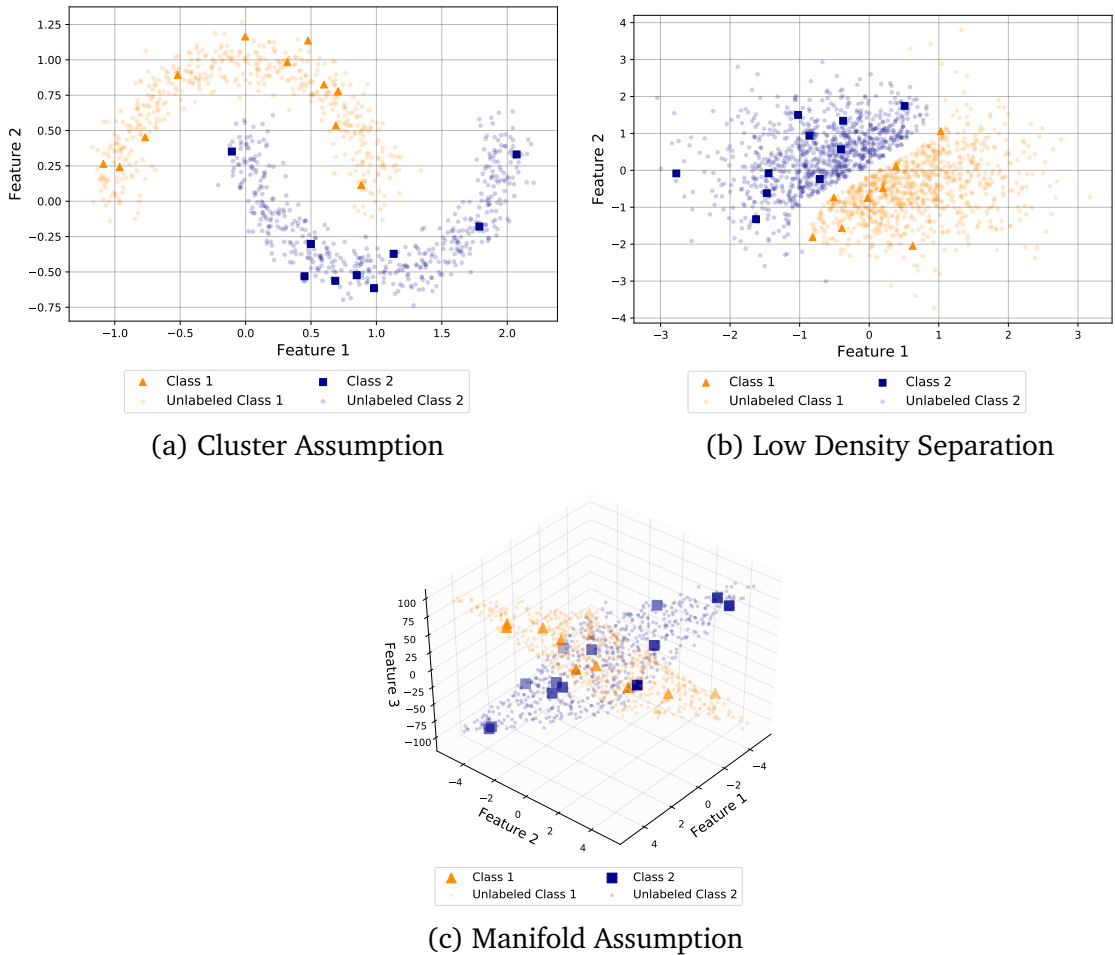 1.25
1.00
0.75
0.50
0.25
0.00
−0.25
−0.50
−0.75
Feature 2
−1.0 −0.5 0.0 0.5 1.0 1.5 2.0
Feature 1
Class 1 Class 2
Unlabeled Class 1 Unlabeled Class 2
(a) Cluster Assumption
4
3
2
1
0
−1
−2
−3
−4
Feature 2
−3 −2 −1 0 1 2 3
Feature 1
Class 1 Class 2
Unlabeled Class 1 Unlabeled Class 2
(b) Low Density Separation
100
75
50
25
0
−25
−50
−75
−100
Feature 3
−4 −2 0 2 4
Feature 2
−4
−2
0
2
4
Feature 1
Class 1 Class 2
Unlabeled Class 1 Unlabeled Class 2
(c) Manifold Assumption